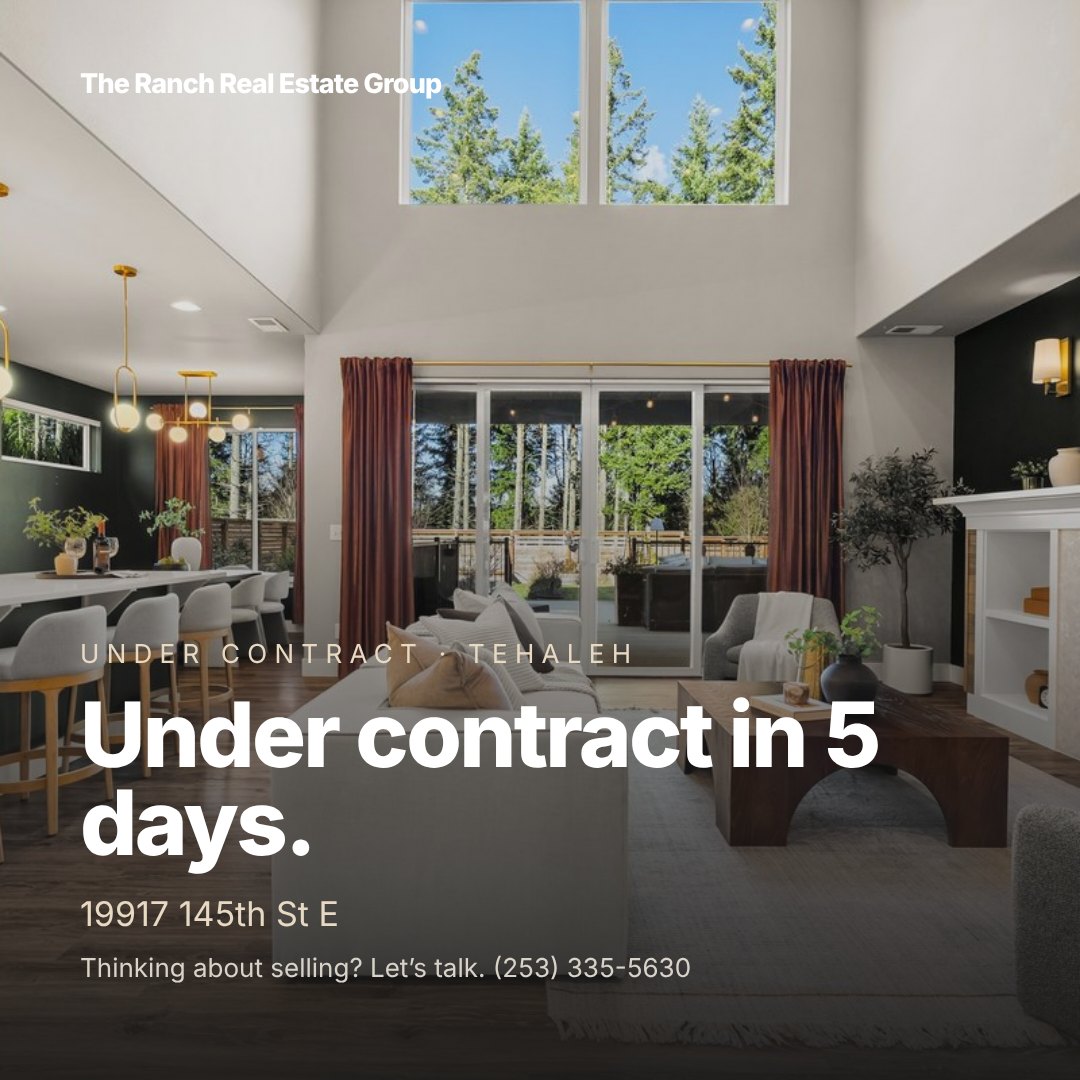 The Ranch Real Estate Group
UNDER CONTRACT · TEHALEH
Under contract in 5
days.
19917 145th St E
Thinking about selling? Let’s talk. (253) 335-5630